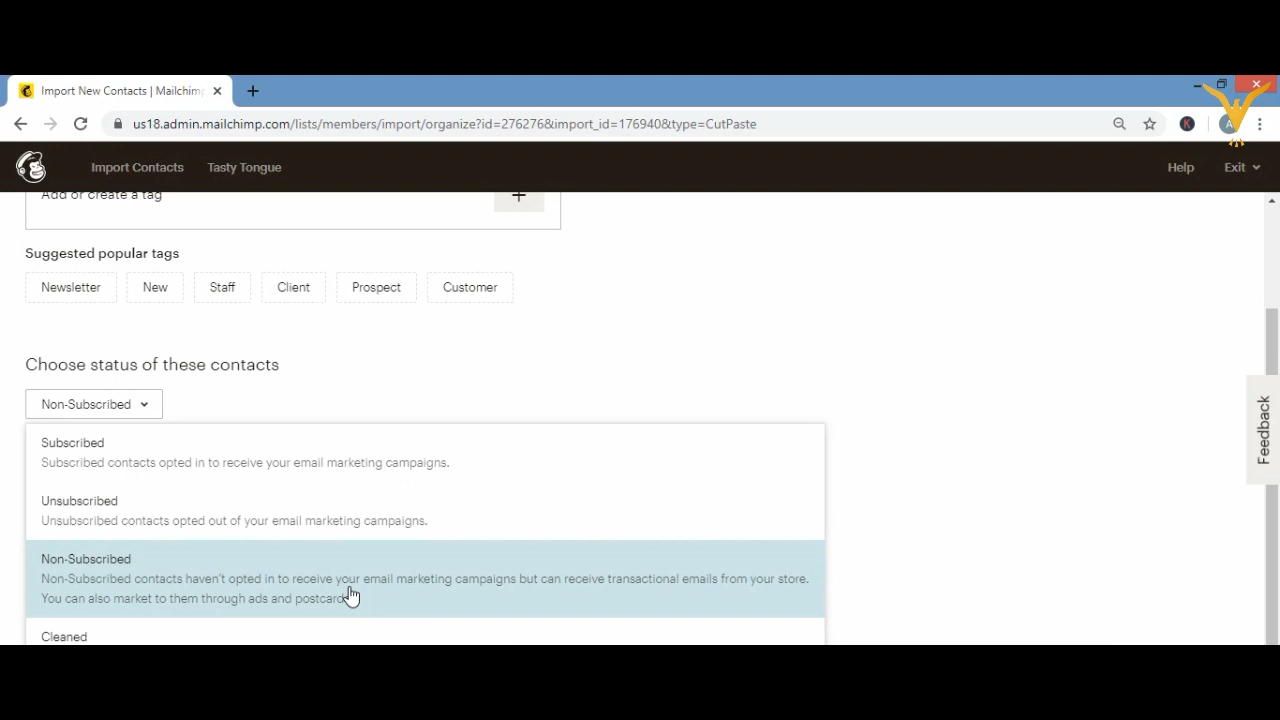 Import New Contacts | Mailchimp
us18.admin.mailchimp.com/lists/members/import/organize?id=276276&import_id=176940&type=CutPaste
Import Contacts
Tasty Tongue
Help
Exit
Add or create a tag
Suggested popular tags
Newsletter
New
Staff
Client
Prospect
Customer
Choose status of these contacts
Non-Subscribed
Subscribed
Subscribed contacts opted in to receive your email marketing campaigns.
Unsubscribed
Unsubscribed contacts opted out of your email marketing campaigns.
Non-Subscribed
Non-Subscribed contacts haven't opted in to receive your email marketing campaigns but can receive transactional emails from your store.
You can also market to them through ads and postcard
Cleaned
Feedback